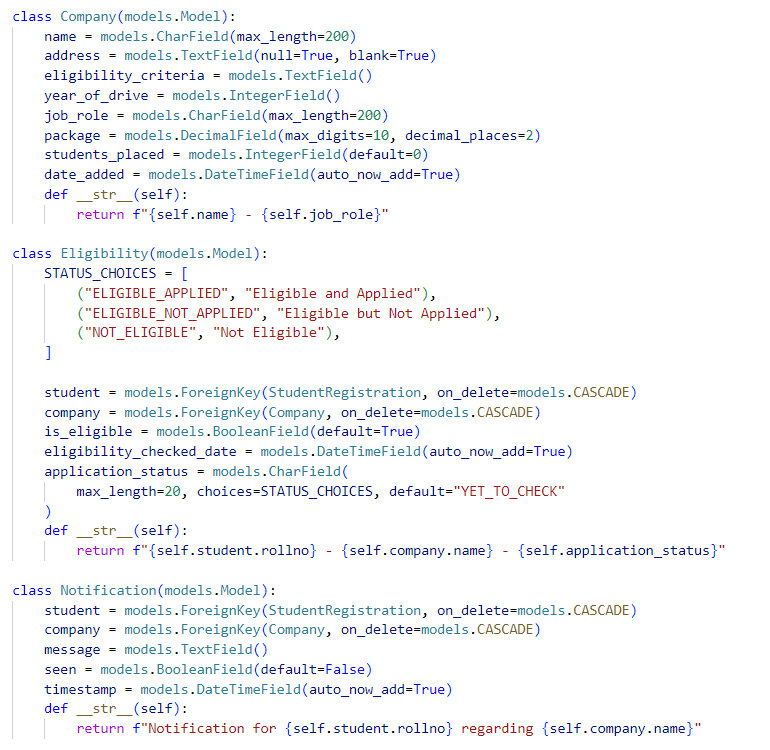 class Company(models.Model):
    name = models.CharField(max_length=200)
    address = models.TextField(null=True, blank=True)
    eligibility_criteria = models.TextField()
    year_of_drive = models.IntegerField()
    job_role = models.CharField(max_length=200)
    package = models.DecimalField(max_digits=10, decimal_places=2)
    students_placed = models.IntegerField(default=0)
    date_added = models.DateTimeField(auto_now_add=True)
    def __str__(self):
        return f"{self.name} - {self.job_role}"

class Eligibility(models.Model):
    STATUS_CHOICES = [
        ("ELIGIBLE_APPLIED", "Eligible and Applied"),
        ("ELIGIBLE_NOT_APPLIED", "Eligible but Not Applied"),
        ("NOT_ELIGIBLE", "Not Eligible"),
    ]

    student = models.ForeignKey(StudentRegistration, on_delete=models.CASCADE)
    company = models.ForeignKey(Company, on_delete=models.CASCADE)
    is_eligible = models.BooleanField(default=True)
    eligibility_checked_date = models.DateTimeField(auto_now_add=True)
    application_status = models.CharField(
        max_length=20, choices=STATUS_CHOICES, default="YET_TO_CHECK"
    )
    def __str__(self):
        return f"{self.student.rollno} - {self.company.name} - {self.application_status}"

class Notification(models.Model):
    student = models.ForeignKey(StudentRegistration, on_delete=models.CASCADE)
    company = models.ForeignKey(Company, on_delete=models.CASCADE)
    message = models.TextField()
    seen = models.BooleanField(default=False)
    timestamp = models.DateTimeField(auto_now_add=True)
    def __str__(self):
        return f"Notification for {self.student.rollno} regarding {self.company.name}"